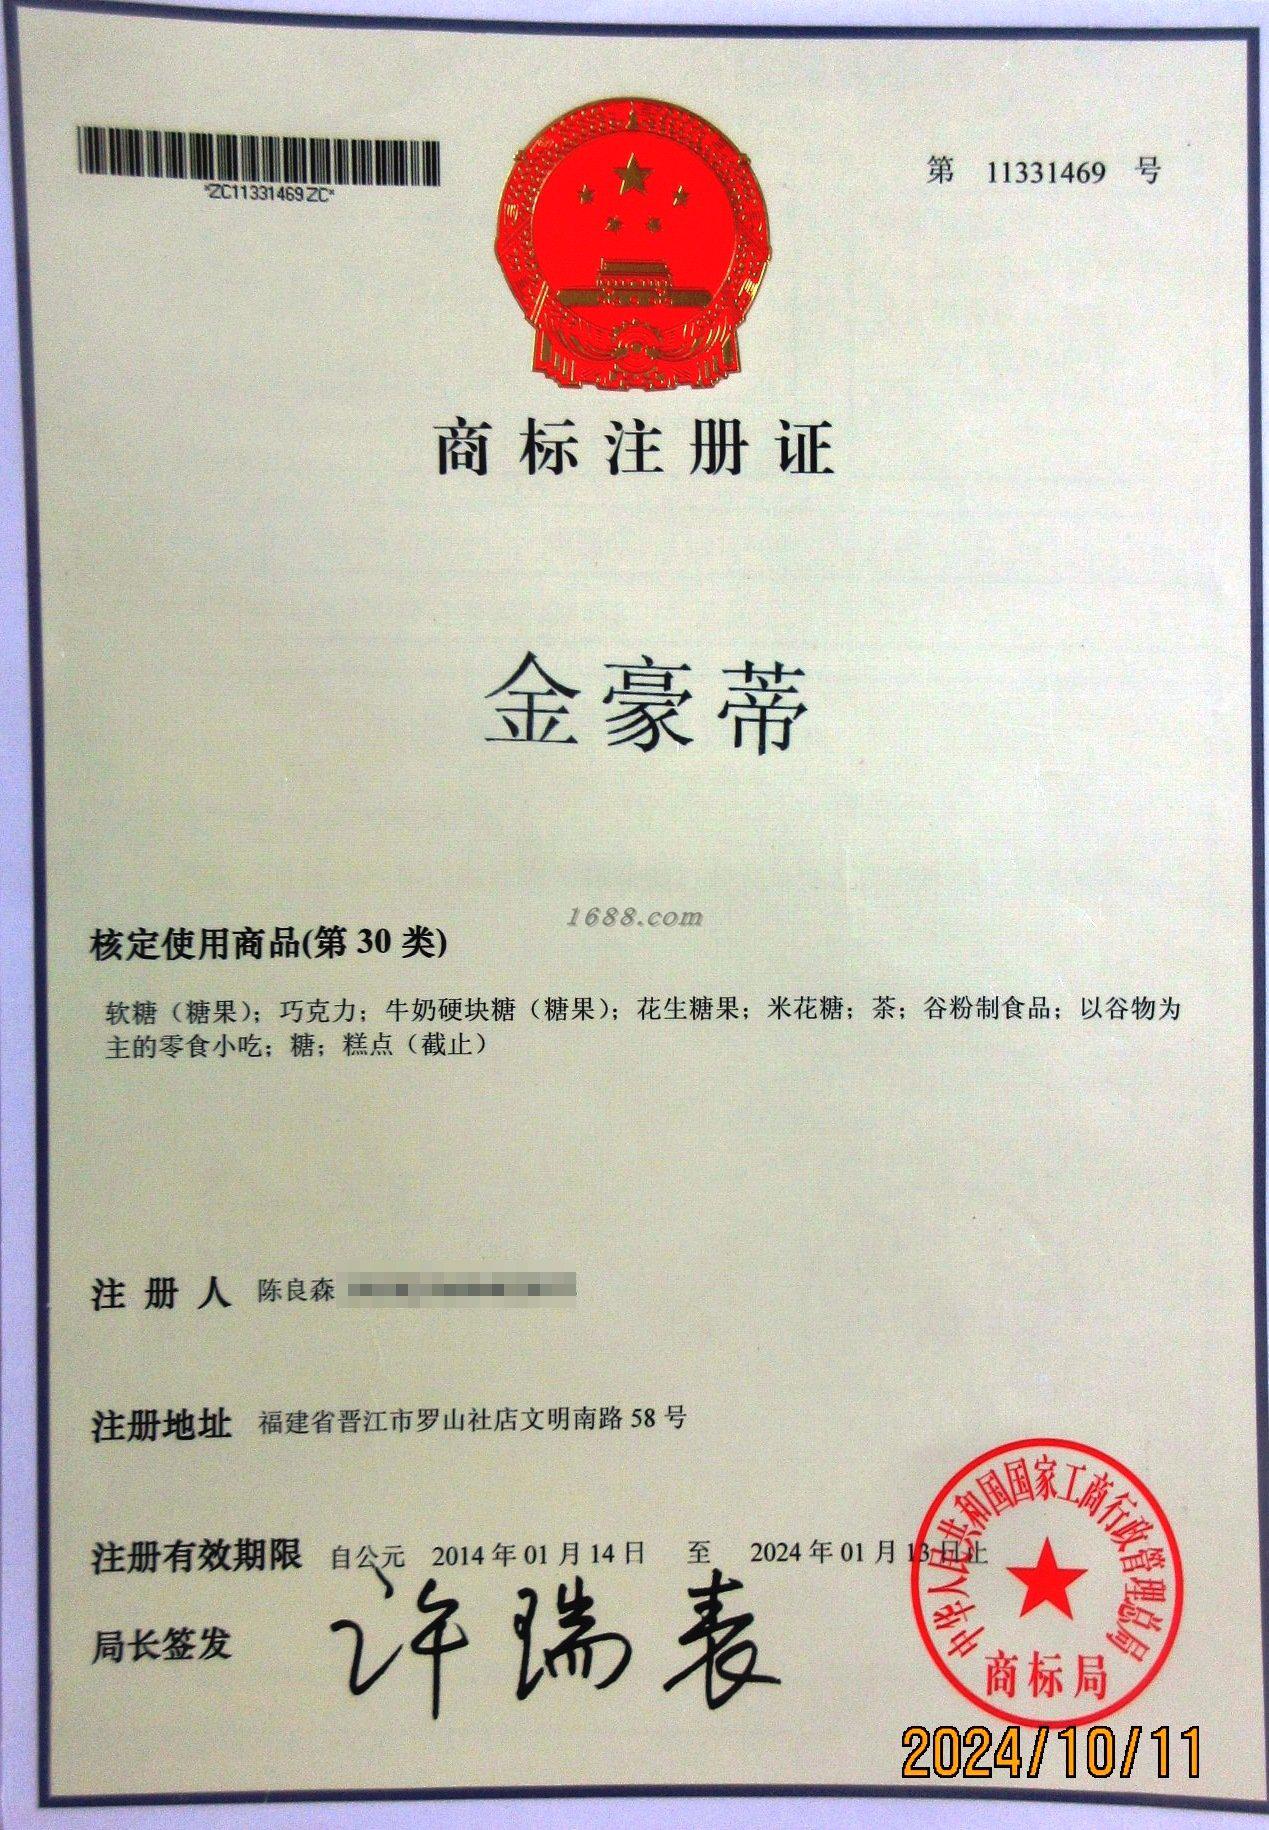 *ZC11331469ZC*
第 11331469 号
商标注册证
金豪蒂
1688.com
核定使用商品(第 30 类)
软糖（糖果）；巧克力；牛奶硬块糖（糖果）；花生糖果；米花糖；茶；谷粉制食品；以谷物为
主的零食小吃；糖；糕点（截止）
注册人 陈良森
注册地址 福建省晋江市罗山社店文明南路 58 号
注册有效期限 自公元 2014 年 01 月 14 日 至 2024 年 01 月 13 日止
局长签发 许瑞表
中华人民共和国国家工商行政管理总局
商标局
2024/10/11